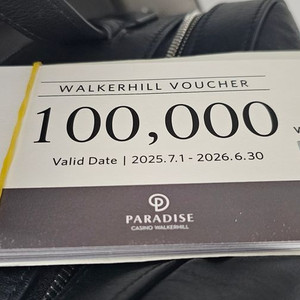 WALKERHILL VOUCHER
100,000
Valid Date | 2025.7.1 - 2026.6.30
PARADISE
CASINO WALKERHILL